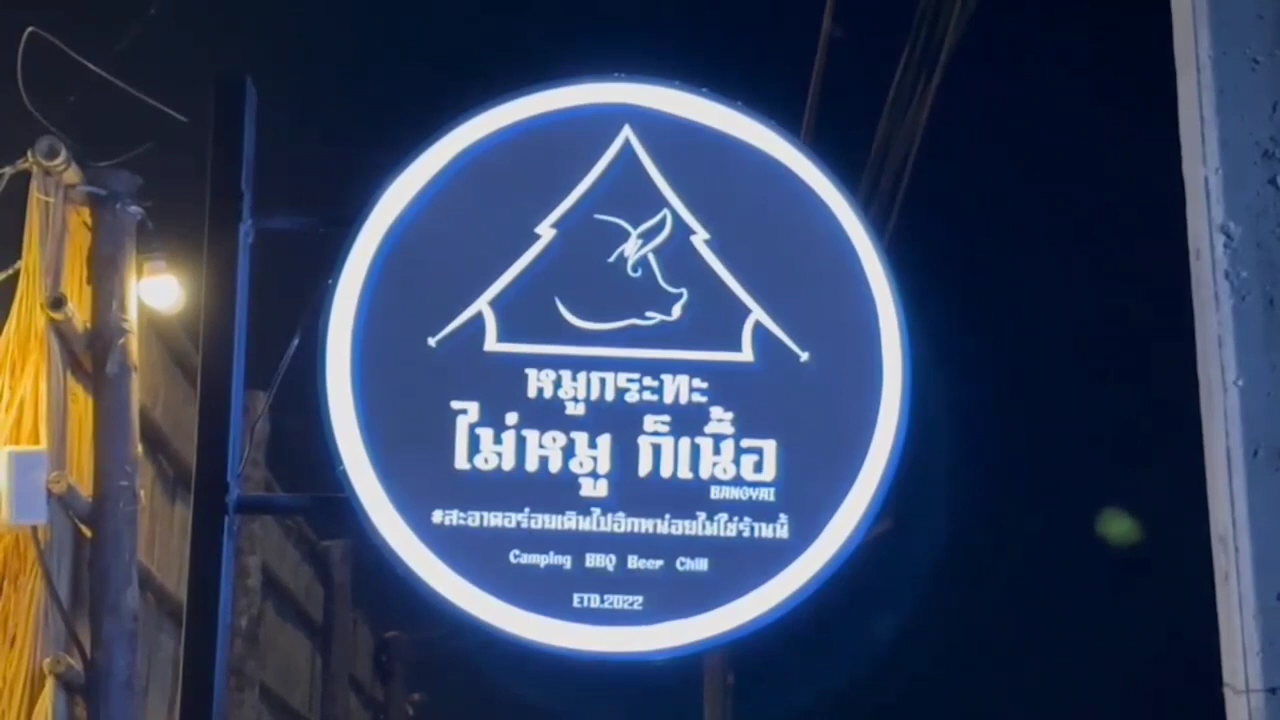 หมูกระทะ
ไม่หมู ก็เนื้อ
BANGYAI
#สะอาดอร่อยเดินไปอีกหน่อยไม่ใช่ร้านนี้
Camping BBQ Beer Chill
ETD.2022